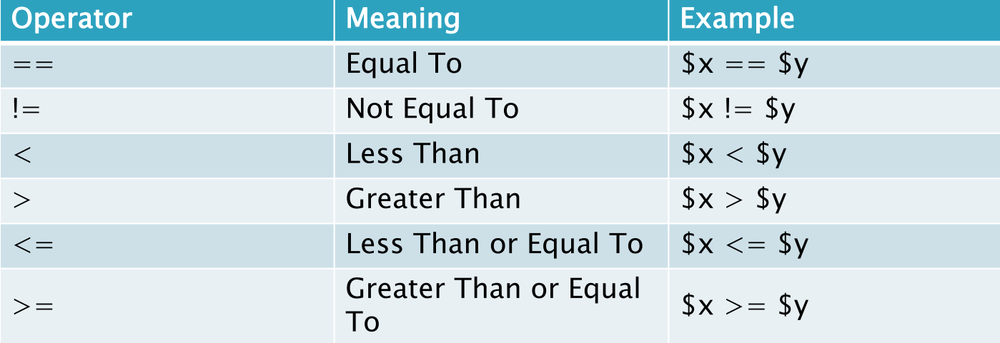 Operator Meaning Example
== Equal To $x == $y
!= Not Equal To $x != $y
< Less Than $x < $y
> Greater Than $x > $y
<= Less Than or Equal To $x <= $y
>= Greater Than or Equal
To $x >= $y